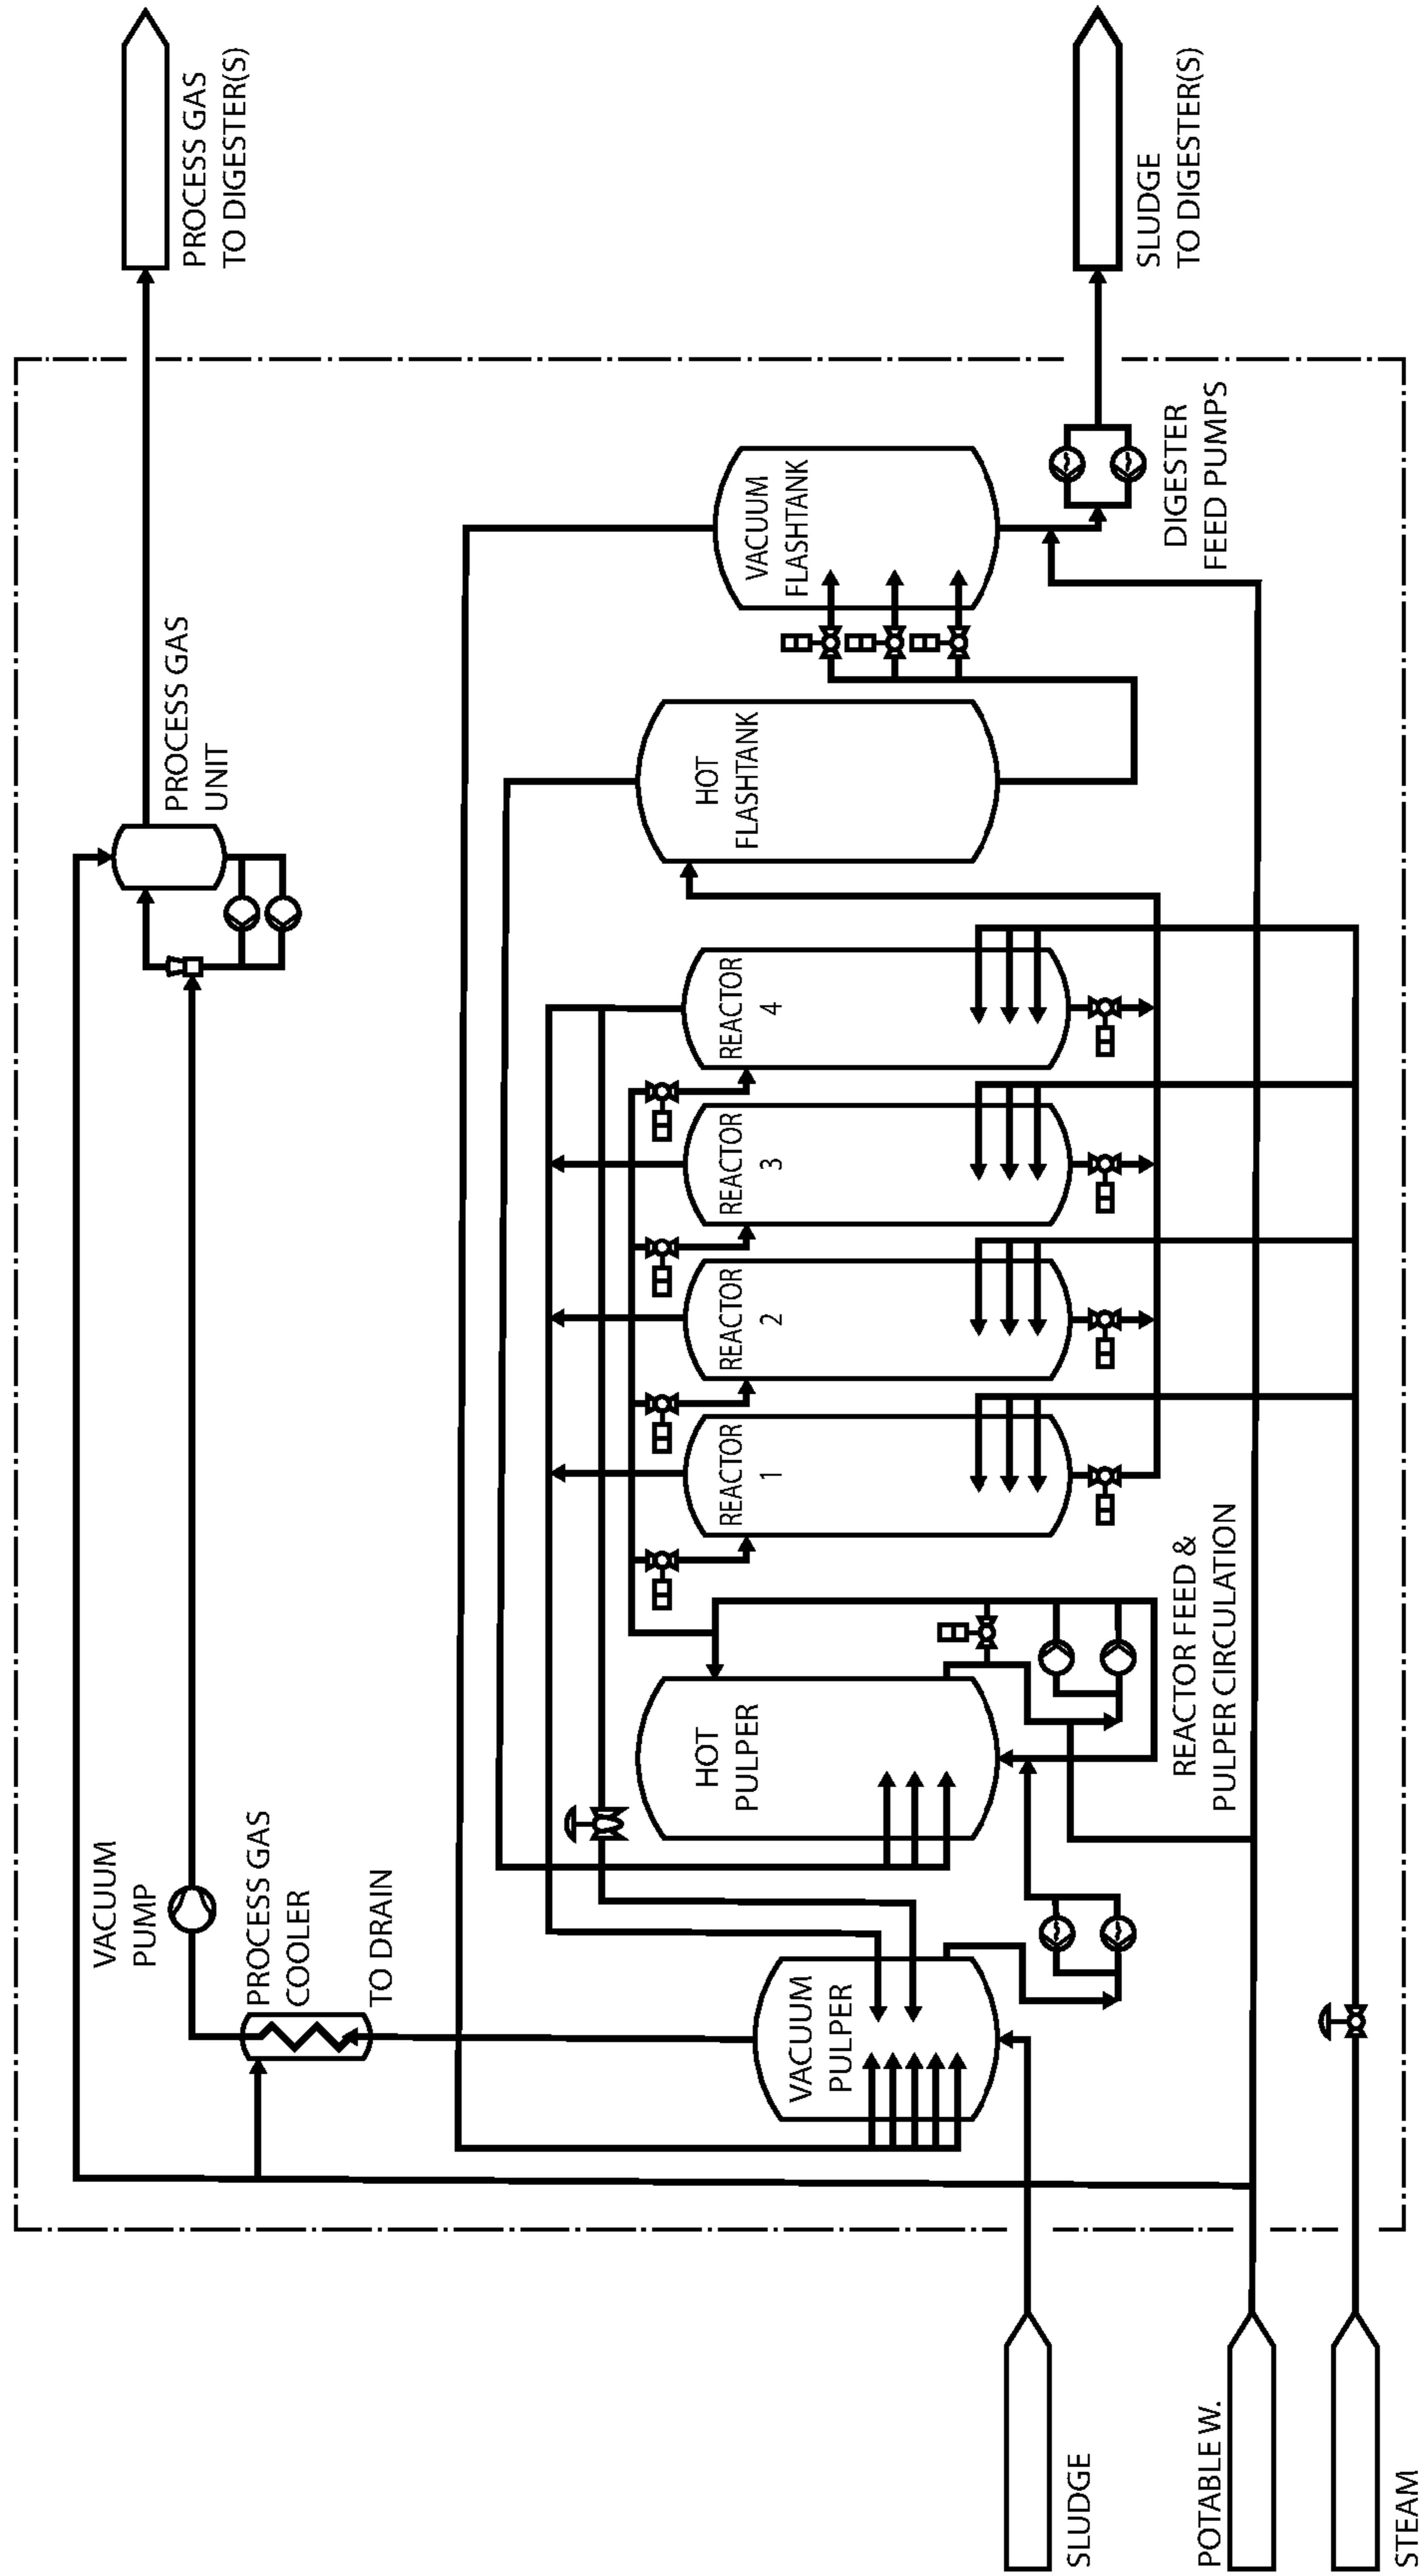 VACUUM
PUMP
PROCESS GAS
COOLER
TO DRAIN
PROCESS GAS
UNIT
PROCESS GAS
TO DIGESTER(S)
VACUUM
PULPER
HOT
PULPER
REACTOR
1
REACTOR
2
REACTOR
3
REACTOR
4
HOT
FLASHTANK
VACUUM
FLASHTANK
REACTOR FEED &
PULPER CIRCULATION
DIGESTER
FEED PUMPS
SLUDGE
TO DIGESTER(S)
SLUDGE
POTABLE W.
STEAM